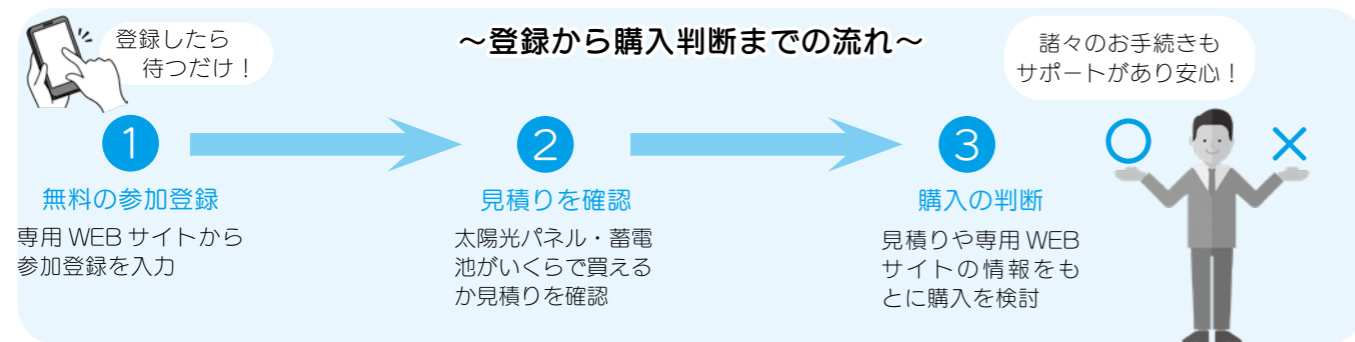 ～登録から購入判断までの流れ～
登録したら
待つだけ！
諸々のお手続きも
サポートがあり安心！
1
無料の参加登録
専用 WEB サイトから
参加登録を入力
2
見積りを確認
太陽光パネル・蓄電
池がいくらで買える
か見積りを確認
3
購入の判断
見積りや専用 WEB
サイトの情報をも
とに購入を検討